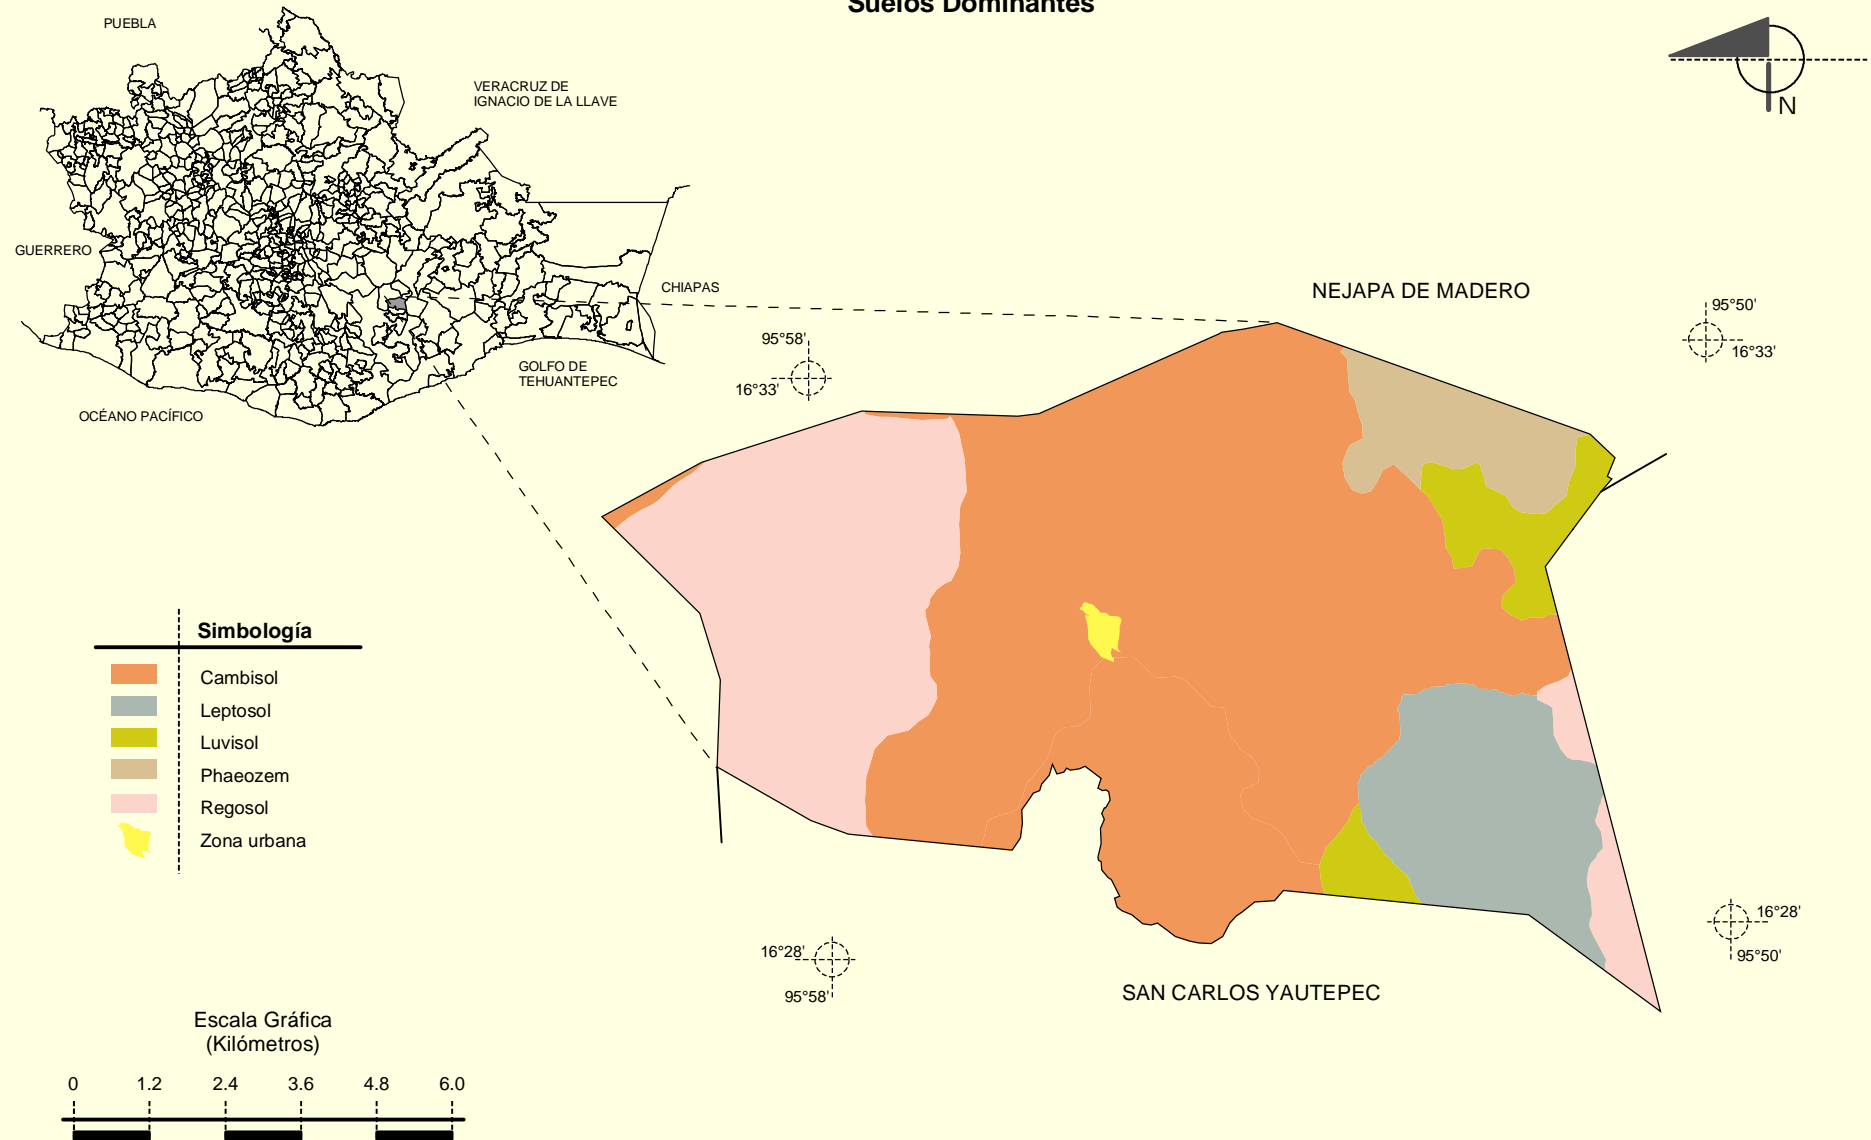 Suelos Dominantes
PUEBLA
VERACRUZ DE
IGNACIO DE LA LLAVE
N
GUERRERO
CHIAPAS
NEJAPA DE MADERO
95°50'
16°33'
95°58'
16°33'
GOLFO DE
TEHUANTEPEC
OCÉANO PACÍFICO
Simbología
Cambisol
Leptosol
Luvisol
Phaeozem
Regosol
Zona urbana
16°28'
95°50'
16°28'
95°58'
SAN CARLOS YAUTEPEC
Escala Gráfica
(Kilómetros)
0 1.2 2.4 3.6 4.8 6.0